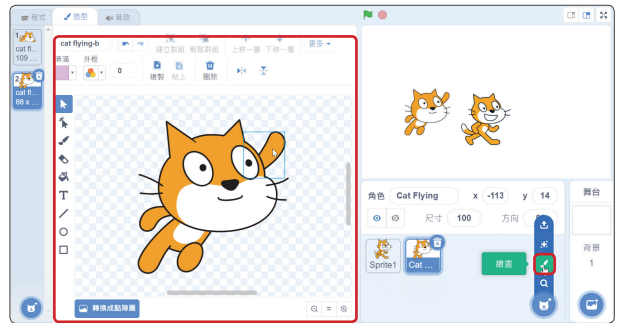 程式 造型 音效
1
cat fl...
109 ...
2
cat fl...
88 x ...
cat flying-b
建立群組 解散群組 上移一層 下移一層 更多
填滿 外框
0
複製 貼上 刪除
T
轉換成點陣圖
=
角色 Cat Flying x -113 y 14
尺寸 100 方向
Sprite1 Cat ...
繪畫
舞台
背景
1